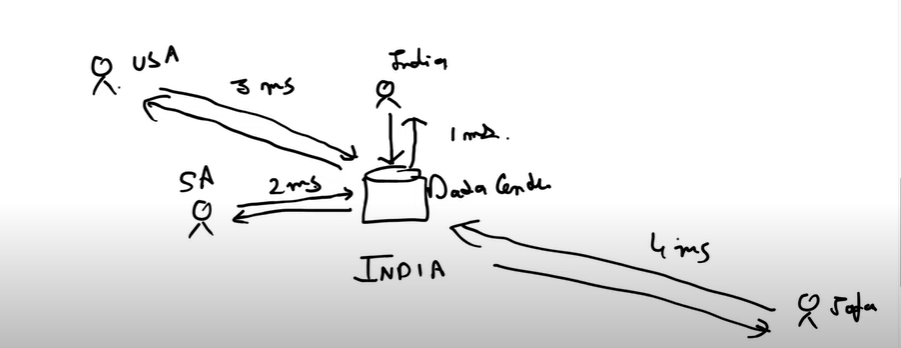 USA
3 ms
India
1 ms.
SA
2 ms
Data Center
INDIA
4 ms